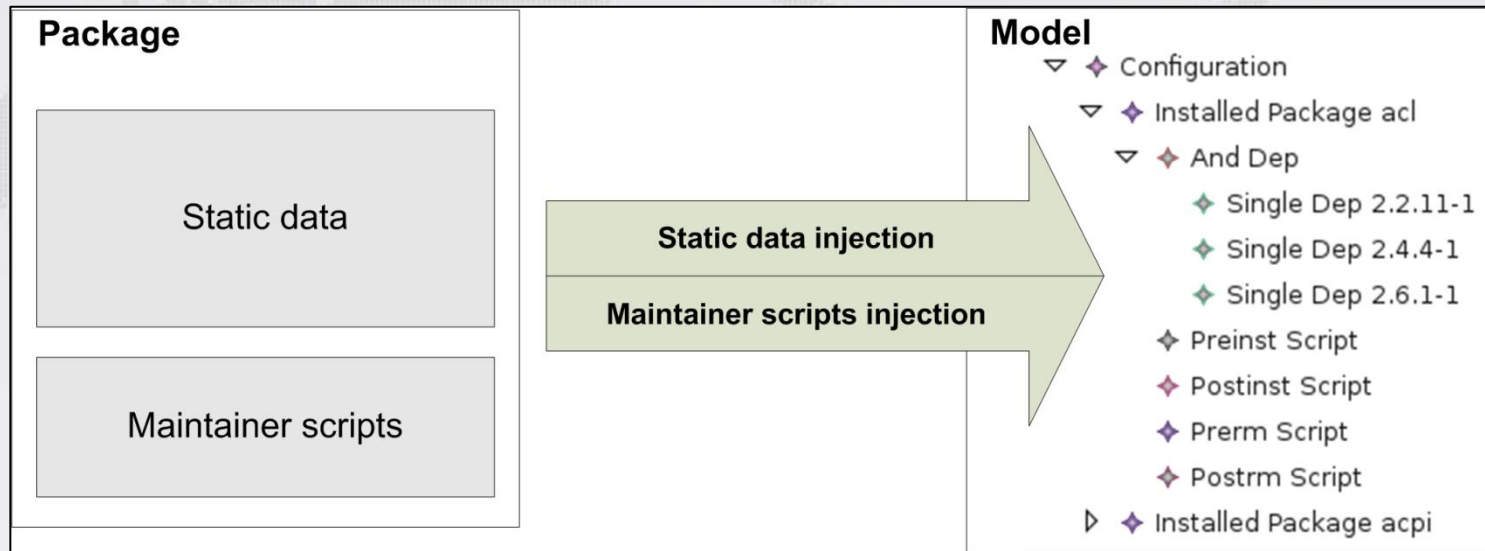 Package
Static data
Maintainer scripts
Static data injection
Maintainer scripts injection
Model
Configuration
Installed Package acl
And Dep
Single Dep 2.2.11-1
Single Dep 2.4.4-1
Single Dep 2.6.1-1
Preinst Script
Postinst Script
Prerm Script
Postrm Script
Installed Package acpi